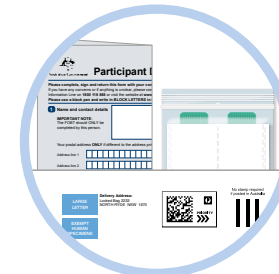 Participant
Please complete, sign and return this form with your
If you have any concerns or if anything is unclear, please
Information Line on 1800 118 868 or visit the website at www
Please use a black pen and write in BLOCK LETTERS in
1 Name and contact details
IMPORTANT NOTE:
The FOBT should ONLY be
completed by this person.
Your postal address ONLY if different to the address
Address line 1
Address line 2
LARGE
LETTER
EXEMPT
HUMAN
SPECIMENS
Delivery Address:
Locked Bag 2232
NORTH RYDE NSW 1670
PRIORITY
No stamp required
if posted in Australia